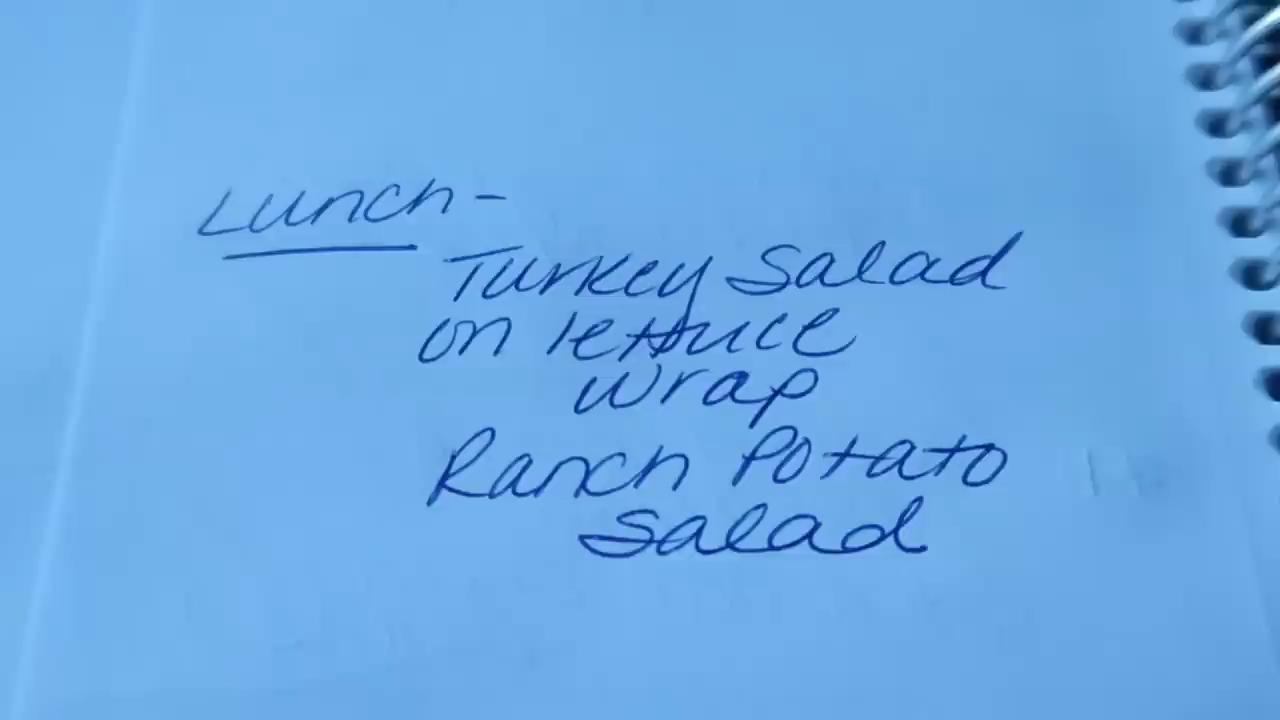 Lunch-
Turkey Salad
on lettuce
wrap
Ranch Potato
Salad